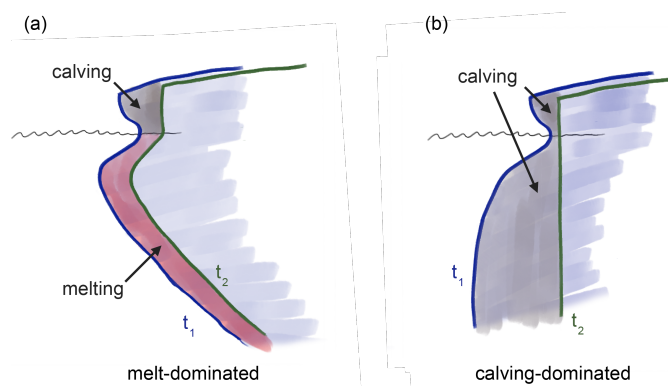 (a)
calving
melting
t2
t1
melt-dominated
(b)
calving
t1
t2
calving-dominated